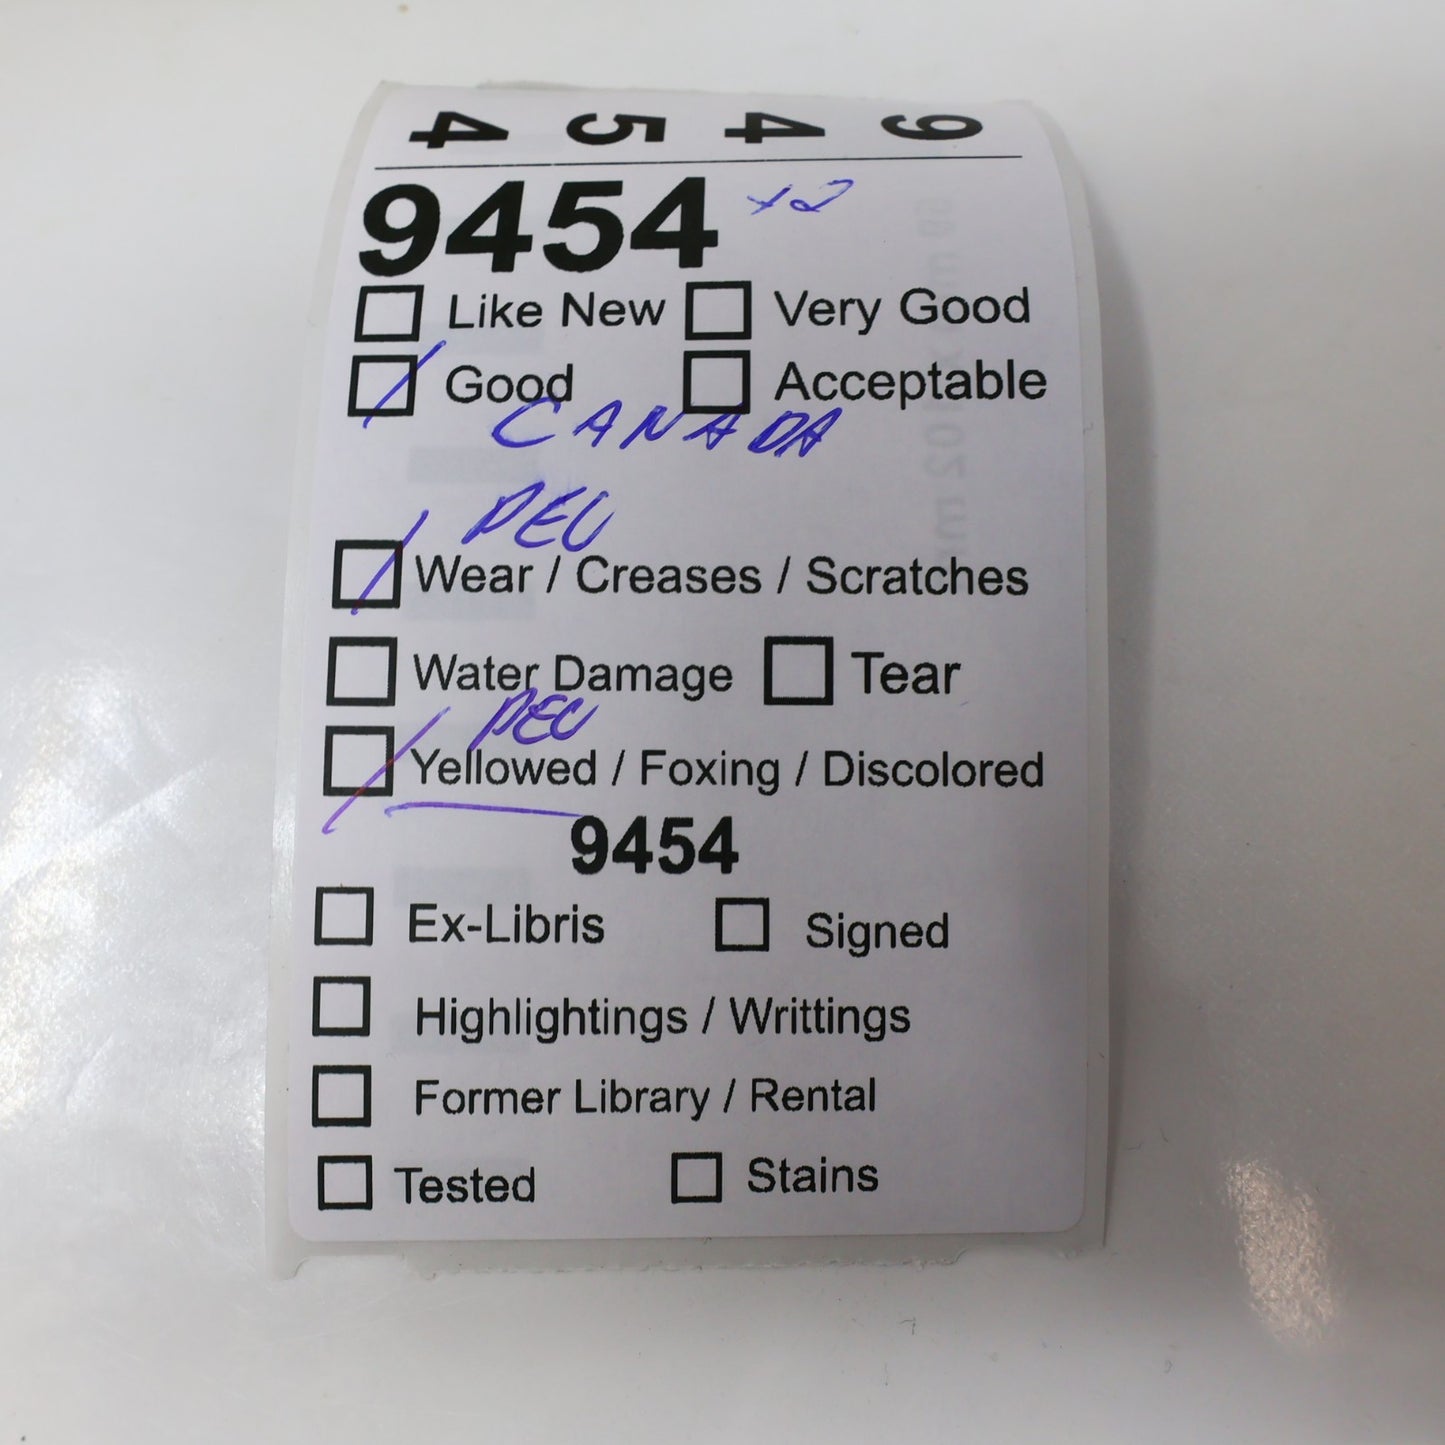 9 4 5 4
9454 x2
Like New Very Good
Good Acceptable
CANADA
PEU
Wear / Creases / Scratches
Water Damage Tear
PEU
Yellowed / Foxing / Discolored
9454
Ex-Libris Signed
Highlightings / Writtings
Former Library / Rental
Tested Stains